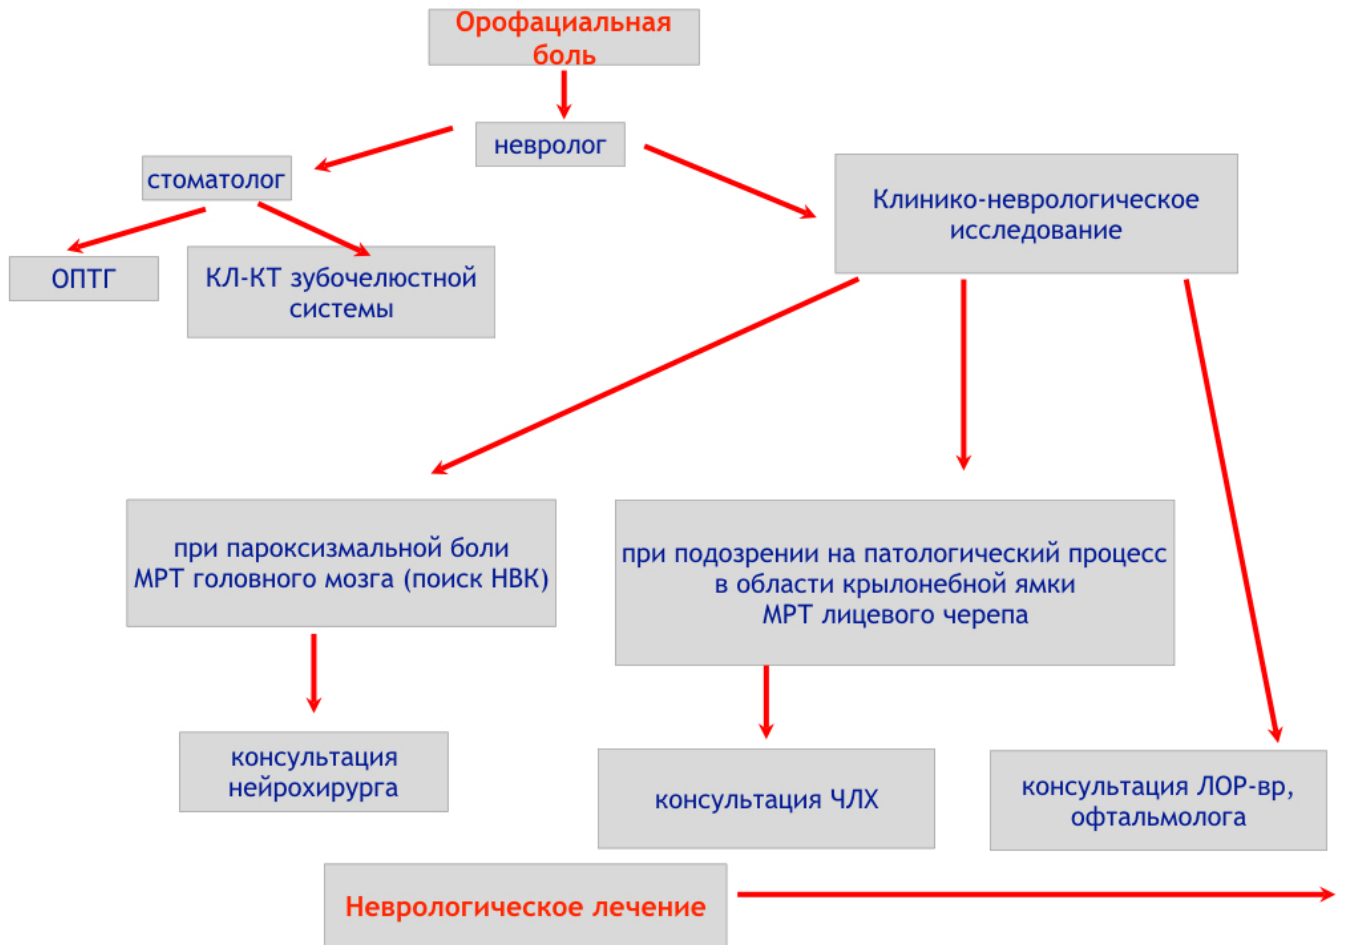 Орофациальная
боль
невролог
стоматолог
Клинико-неврологическое
исследование
ОПТГ
КЛ-КТ зубочелюстной
системы
при пароксизмальной боли
МРТ головного мозга (поиск НВК)
при подозрении на патологический процесс
в области крылонебной ямки
МРТ лицевого черепа
консультация
нейрохирурга
консультация ЧЛХ
консультация ЛОР-вр,
офтальмолога
Неврологическое лечение